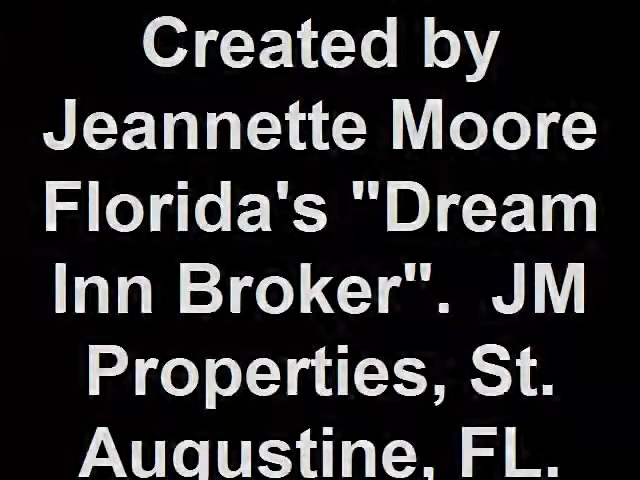 Created by
Jeannette Moore
Florida's "Dream
Inn Broker".  JM
Properties, St.
Augustine, FL.